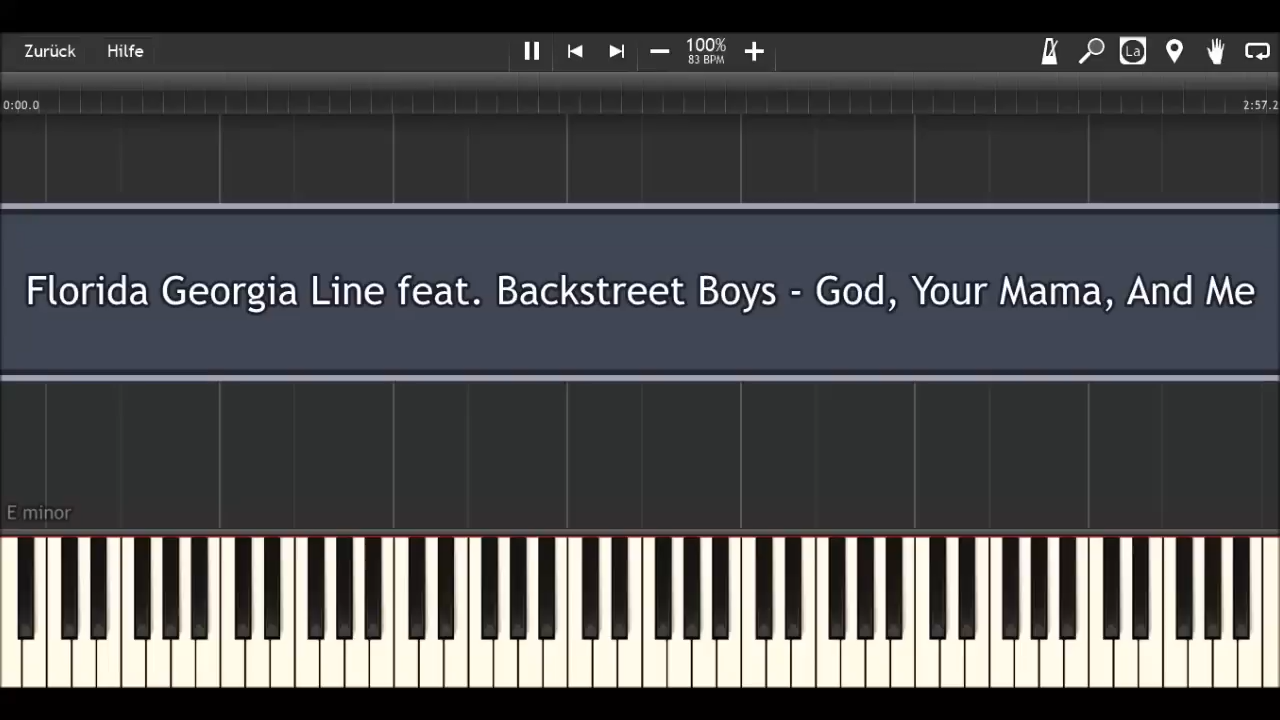 Zurück Hilfe 100% La
83 BPM
0:00.0 2:57.2
Florida Georgia Line feat. Backstreet Boys - God, Your Mama, And Me
E minor